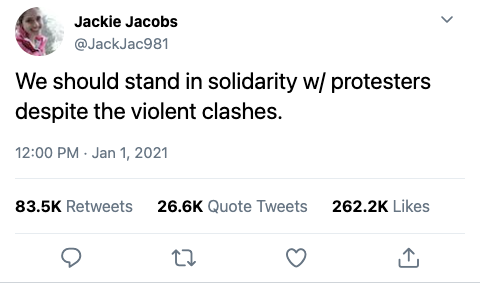 Jackie Jacobs
@JackJac981
We should stand in solidarity w/ protesters
despite the violent clashes.
12:00 PM · Jan 1, 2021
83.5K Retweets 26.6K Quote Tweets 262.2K Likes